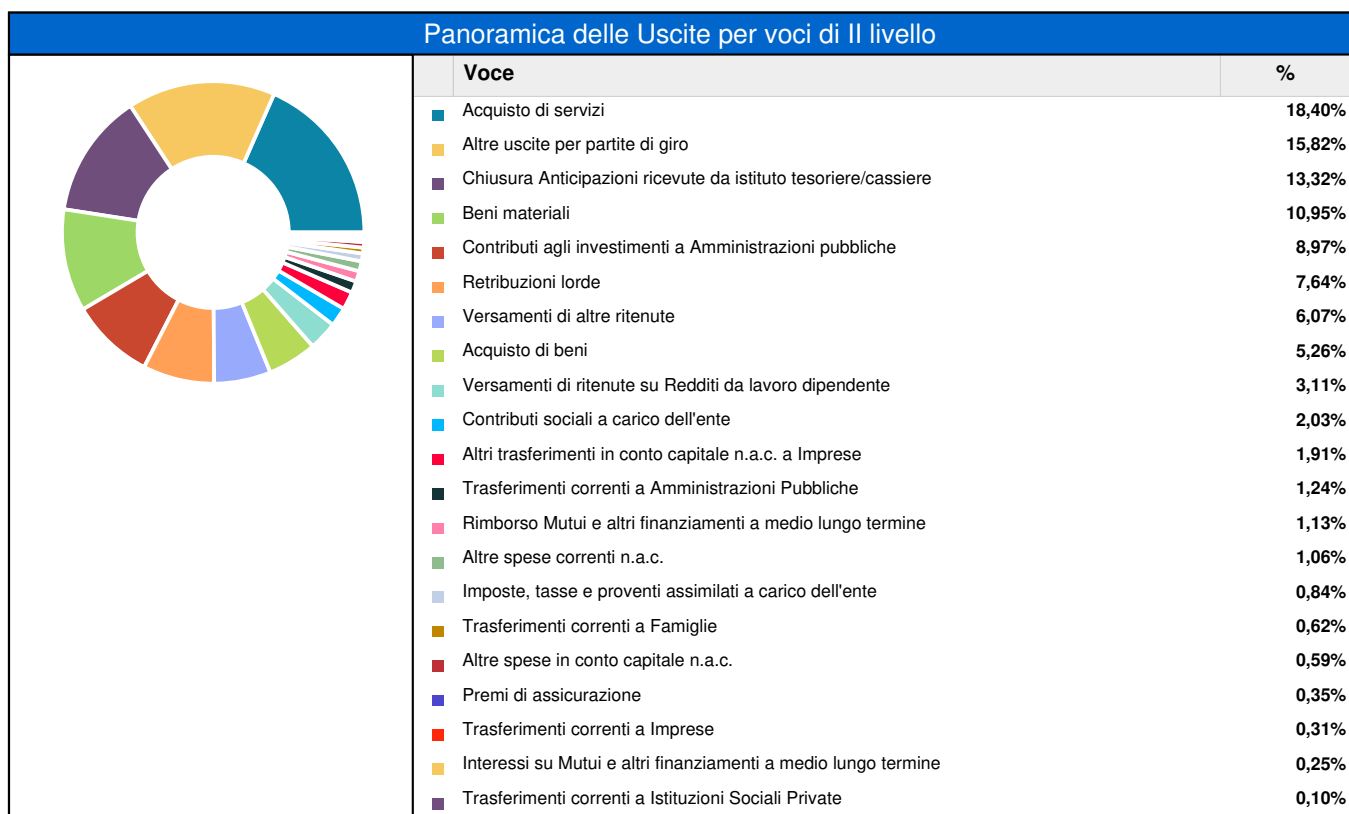 Panoramica delle Uscite per voci di II livello
Voce %
Acquisto di servizi 18,40%
Altre uscite per partite di giro 15,82%
Chiusura Anticipazioni ricevute da istituto tesoriere/cassiere 13,32%
Beni materiali 10,95%
Contributi agli investimenti a Amministrazioni pubbliche 8,97%
Retribuzioni lorde 7,64%
Versamenti di altre ritenute 6,07%
Acquisto di beni 5,26%
Versamenti di ritenute su Redditi da lavoro dipendente 3,11%
Contributi sociali a carico dell'ente 2,03%
Altri trasferimenti in conto capitale n.a.c. a Imprese 1,91%
Trasferimenti correnti a Amministrazioni Pubbliche 1,24%
Rimborso Mutui e altri finanziamenti a medio lungo termine 1,13%
Altre spese correnti n.a.c. 1,06%
Imposte, tasse e proventi assimilati a carico dell'ente 0,84%
Trasferimenti correnti a Famiglie 0,62%
Altre spese in conto capitale n.a.c. 0,59%
Premi di assicurazione 0,35%
Trasferimenti correnti a Imprese 0,31%
Interessi su Mutui e altri finanziamenti a medio lungo termine 0,25%
Trasferimenti correnti a Istituzioni Sociali Private 0,10%